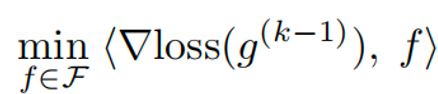 min_{f∈ℱ} ⟨∇loss(g^{(k−1)}), f⟩